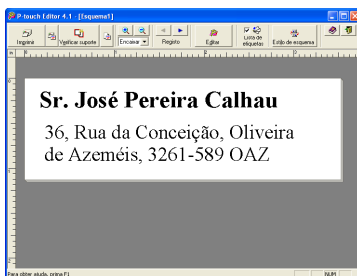 P-touch Editor 4.1 - [Esquema1]
Imprimir Verificar suporte Encaixar Registo Editar Lista de etiquetas Estilo de esquema
Sr. José Pereira Calhau
36, Rua da Conceição, Oliveira
de Azeméis, 3261-589 OAZ
Para obter ajuda, prima F1 NUM